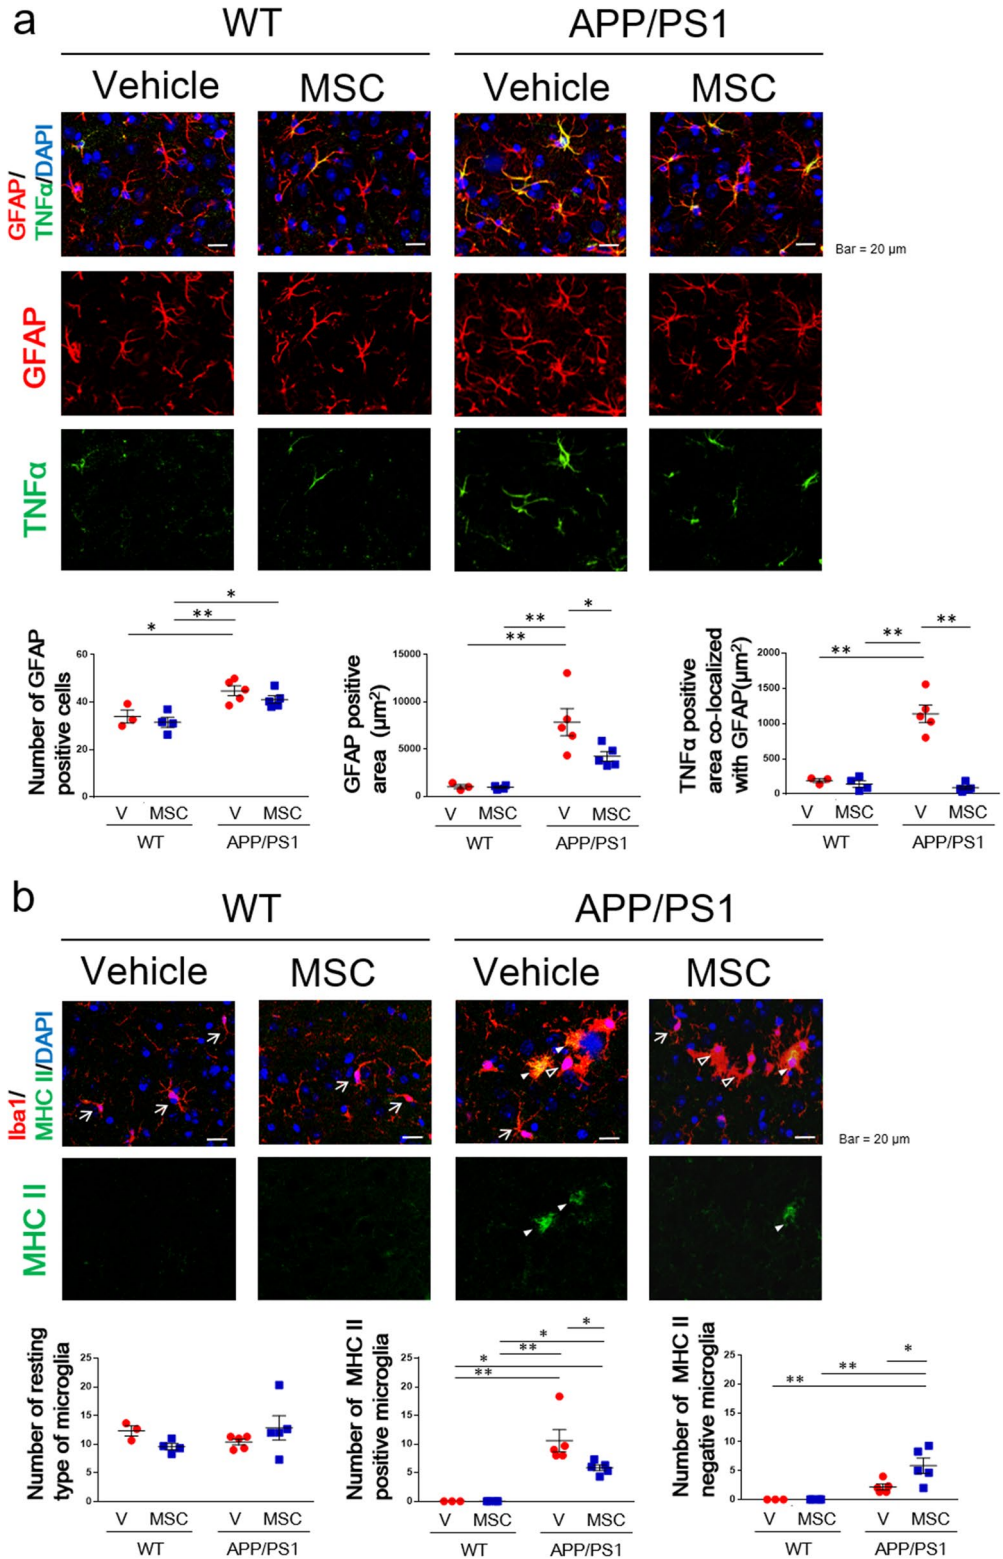 a
WT
APP/PS1
Vehicle
MSC
Vehicle
MSC
GFAP/
TNFα/DAPI
Bar = 20 μm
GFAP
TNFα
Number of GFAP
positive cells
60
40
20
0
*
**
*
V
MSC
V
MSC
WT
APP/PS1
GFAP positive
area (μm²)
15000
10000
5000
0
*
**
**
V
MSC
V
MSC
WT
APP/PS1
TNFα positive
area co-localized
with GFAP(μm²)
2000
1500
1000
500
0
**
**
**
V
MSC
V
MSC
WT
APP/PS1
b
WT
APP/PS1
Vehicle
MSC
Vehicle
MSC
Iba1/
MHC II/DAPI
Bar = 20 μm
MHC II
Number of resting
type of microglia
25
20
15
10
5
0
V
MSC
V
MSC
WT
APP/PS1
Number of MHC II
positive microglia
25
20
15
10
5
0
*
*
**
*
**
V
MSC
V
MSC
WT
APP/PS1
Number of MHC II
negative microglia
25
20
15
10
5
0
*
**
**
V
MSC
V
MSC
WT
APP/PS1